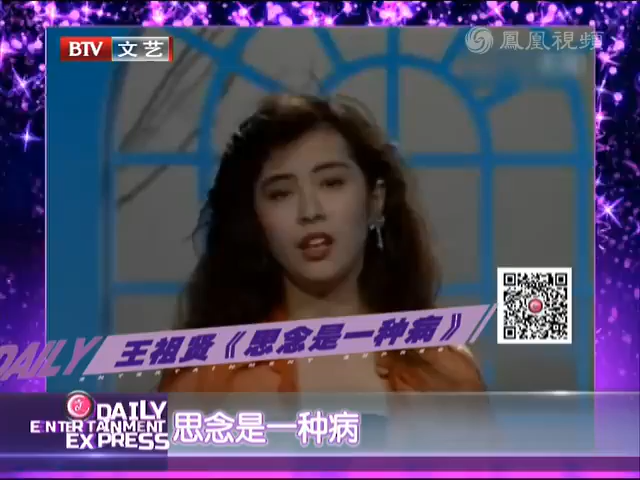 BTV 文艺
鳳凰視頻
DAILY
王祖贤《思念是一种病》
ENTERTAINMENT EXPRESS
DAILY
ENTERTAINMENT
EXPRESS
思念是一种病